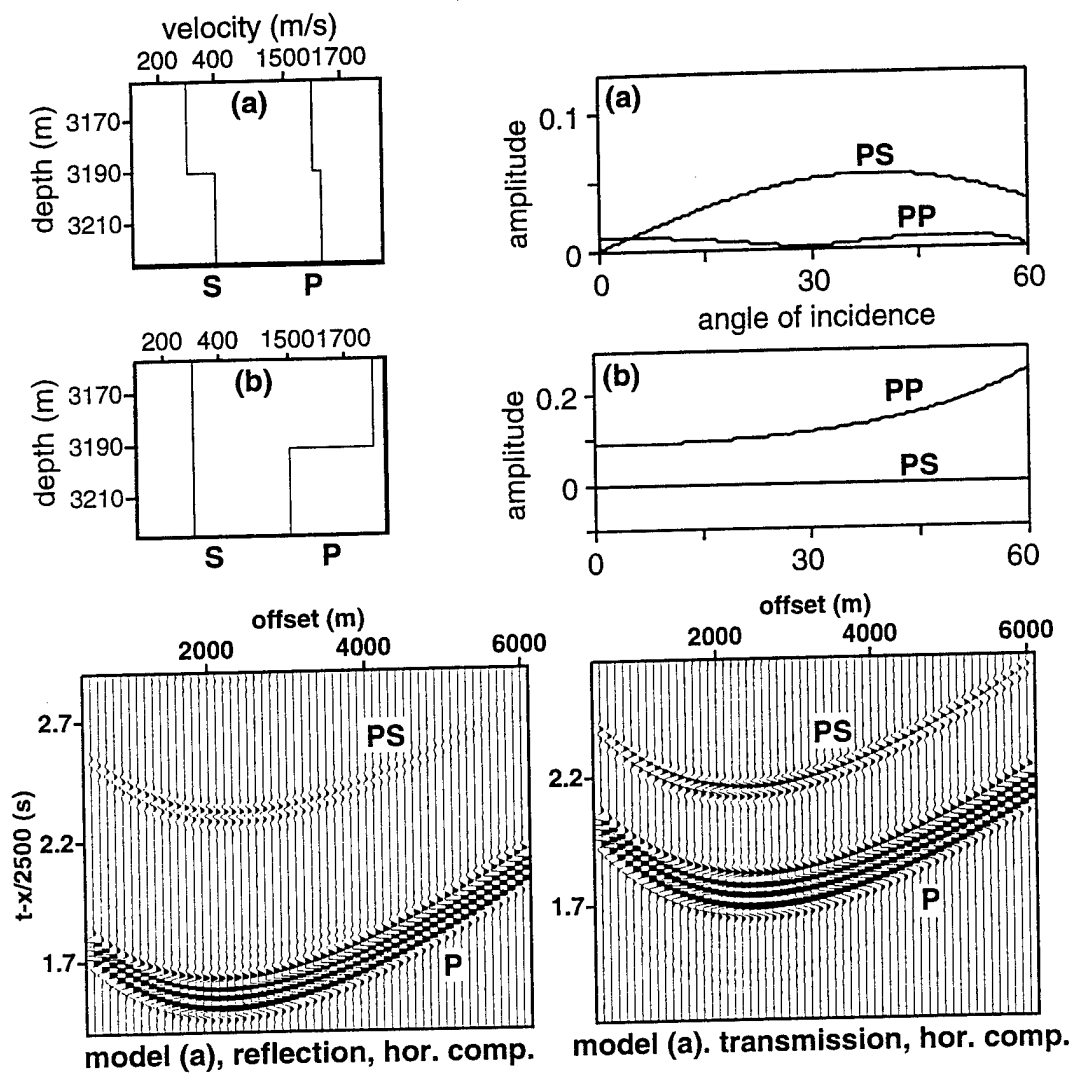 velocity (m/s)
200 400 1500 1700
(a)
depth (m)
3170
3190
3210
S P
200 400 1500 1700
(b)
depth (m)
3170
3190
3210
S P
(a)
amplitude
0.1
0
PS
PP
0 30 60
angle of incidence
(b)
amplitude
0.2
0
PP
PS
0 30 60
offset (m)
2000 4000 6000
t-x/2500 (s)
2.7
2.2
1.7
PS
P
model (a), reflection, hor. comp.
offset (m)
2000 4000 6000
2.2
1.7
PS
P
model (a). transmission, hor. comp.